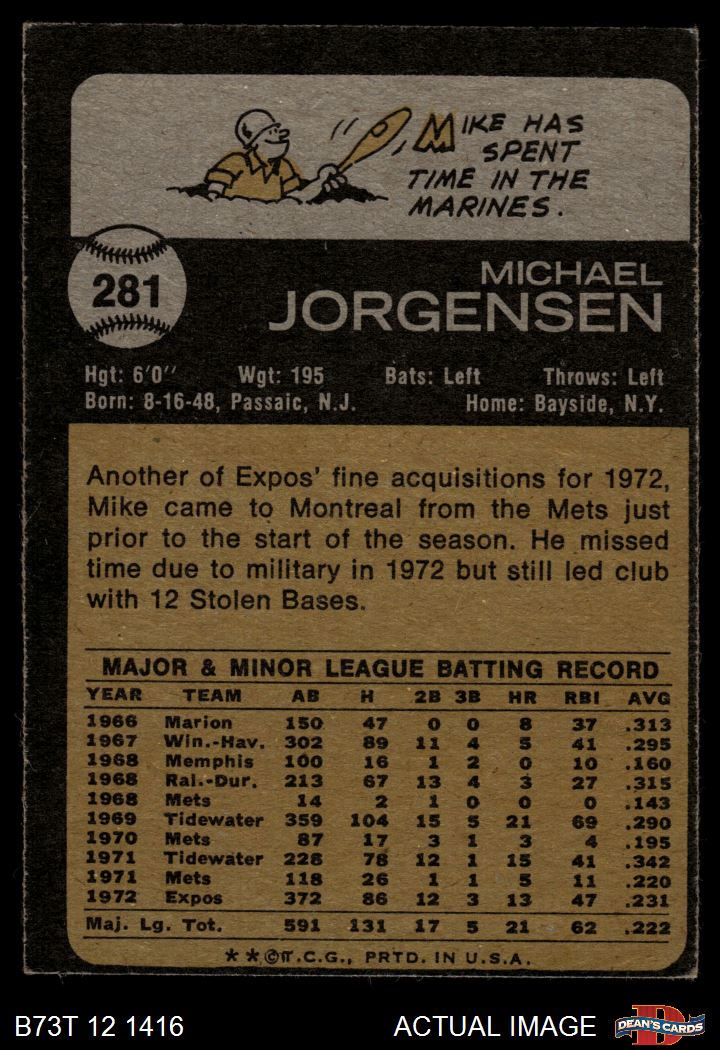 MIKE HAS
SPENT
TIME IN THE
MARINES.
281
MICHAEL
JORGENSEN
Hgt: 6'0" Wgt: 195 Bats: Left Throws: Left
Born: 8-16-48, Passaic, N.J. Home: Bayside, N.Y.
Another of Expos' fine acquisitions for 1972,
Mike came to Montreal from the Mets just
prior to the start of the season. He missed
time due to military in 1972 but still led club
with 12 Stolen Bases.
MAJOR & MINOR LEAGUE BATTING RECORD
YEAR TEAM AB H 2B 3B HR RBI AVG
1966 Marion 150 47 0 0 8 37 .313
1967 Win.-Hav. 302 89 11 4 5 41 .295
1968 Memphis 100 16 1 2 0 10 .160
1968 Ral.-Dur. 213 67 13 4 3 27 .315
1968 Mets 14 2 1 0 0 0 .143
1969 Tidewater 359 104 15 5 21 69 .290
1970 Mets 87 17 3 1 3 4 .195
1971 Tidewater 228 78 12 1 15 41 .342
1971 Mets 118 26 1 1 5 11 .220
1972 Expos 372 86 12 3 13 47 .231
Maj. Lg. Tot. 591 131 17 5 21 62 .222
**©T.C.G., PRTD. IN U.S.A.
B73T 12 1416 ACTUAL IMAGE DEAN'S CARDS